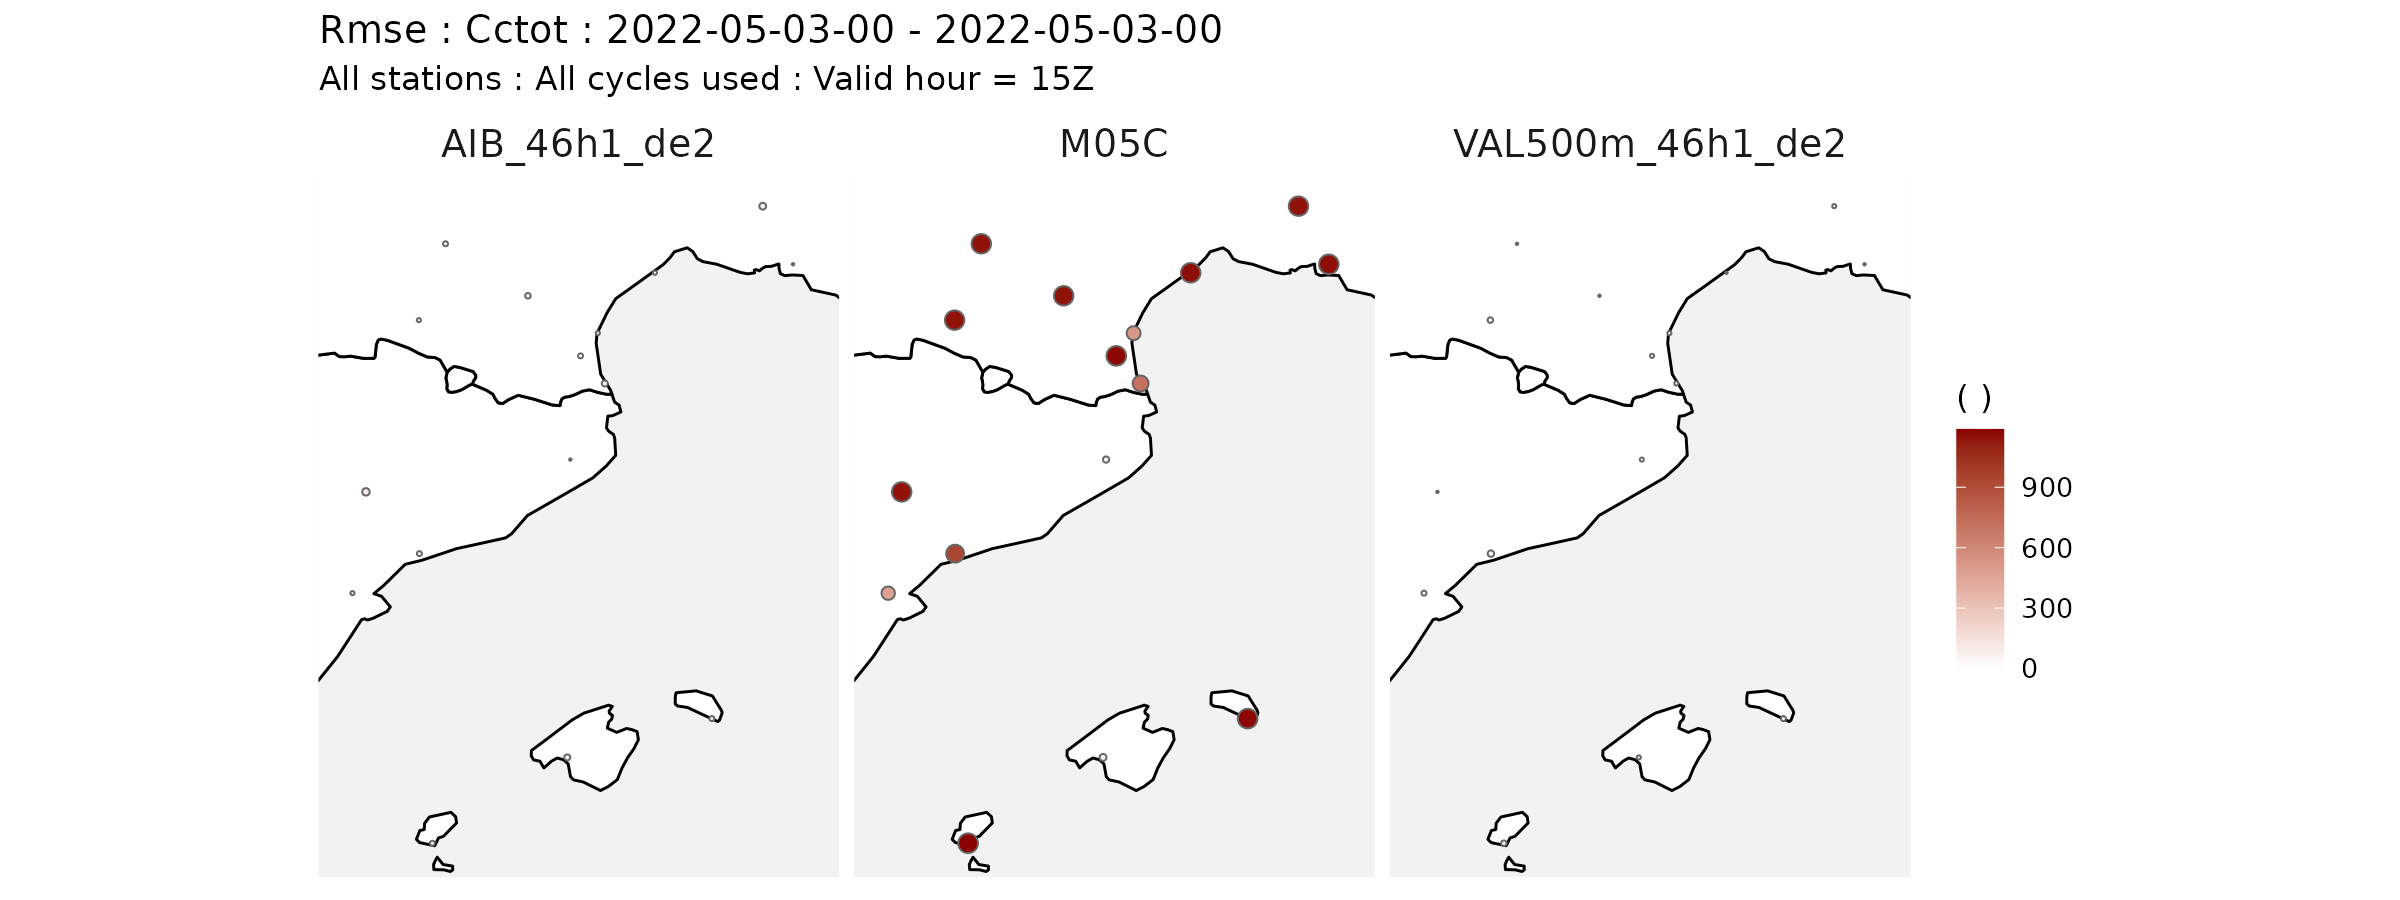 Rmse : Cctot : 2022-05-03-00 - 2022-05-03-00
All stations : All cycles used : Valid hour = 15Z
AIB_46h1_de2
M05C
VAL500m_46h1_de2
( )
900
600
300
0